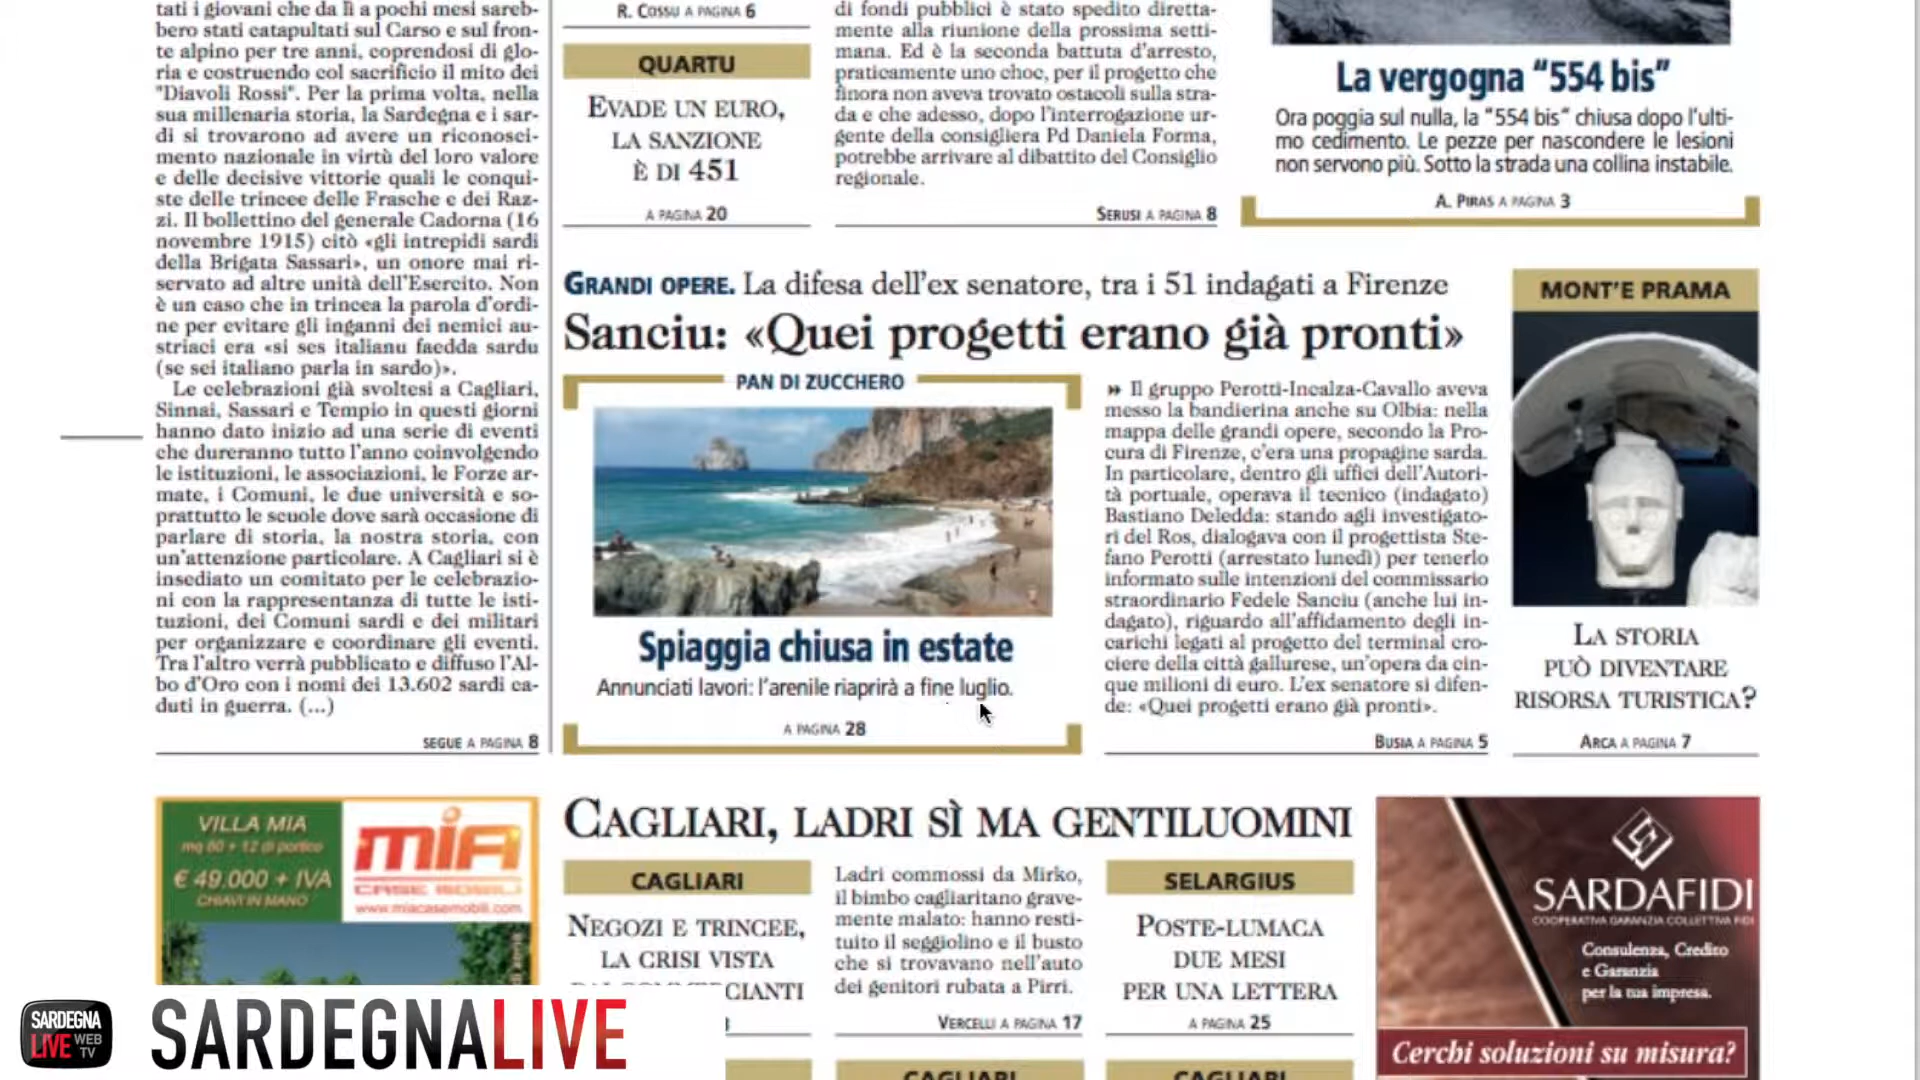 tati i giovani che da lì a pochi mesi sareb-
bero stati catapultati sul Carso e sul fron-
te alpino per tre anni, coprendosi di glo-
ria e costruendo col sacrificio il mito dei
"Diavoli Rossi". Per la prima volta, nella
sua millenaria storia, la Sardegna e i sar-
di si trovarono ad avere un riconosci-
mento nazionale in virtù del loro valore
e delle decisive vittorie quali le conqui-
ste delle trincee delle Frasche e dei Raz-
zi. Il bollettino del generale Cadorna (16
novembre 1915) citò «gli intrepidi sardi
della Brigata Sassari», un onore mai ri-
servato ad altre unità dell'Esercito. Non
è un caso che in trincea la parola d'ordi-
ne per evitare gli inganni dei nemici au-
striaci era «si ses italianu faedda sardu
(se sei italiano parla in sardo)».
Le celebrazioni già svoltesi a Cagliari,
Sinnai, Sassari e Tempio in questi giorni
hanno dato inizio ad una serie di eventi
che dureranno tutto l'anno coinvolgendo
le istituzioni, le associazioni, le Forze ar-
mate, i Comuni, le due università e so-
prattutto le scuole dove sarà occasione di
parlare di storia, la nostra storia, con
un'attenzione particolare. A Cagliari si è
insediato un comitato per le celebrazio-
ni con la rappresentanza di tutte le isti-
tuzioni, dei Comuni sardi e dei militari
per organizzare e coordinare gli eventi.
Tra l'altro verrà pubblicato e diffuso l'Al-
bo d'Oro con i nomi dei 13.602 sardi ca-
duti in guerra. (...)
SEGUE A PAGINA 8
R. COSSU A PAGINA 6
QUARTU
EVADE UN EURO,
LA SANZIONE
È DI 451
A PAGINA 20
di fondi pubblici è stato spedito diretta-
mente alla riunione della prossima setti-
mana. Ed è la seconda battuta d'arresto,
praticamente uno choc, per il progetto che
finora non aveva trovato ostacoli sulla stra-
da e che adesso, dopo l'interrogazione ur-
gente della consigliera Pd Daniela Forma,
potrebbe arrivare al dibattito del Consiglio
regionale.
SERUSI A PAGINA 8
La vergogna "554 bis"
Ora poggia sul nulla, la "554 bis" chiusa dopo l'ulti-
mo cedimento. Le pezze per nascondere le lesioni
non servono più. Sotto la strada una collina instabile.
A. PIRAS A PAGINA 3
GRANDI OPERE. La difesa dell'ex senatore, tra i 51 indagati a Firenze
Sanciu: «Quei progetti erano già pronti»
PAN DI ZUCCHERO
Spiaggia chiusa in estate
Annunciati lavori: l'arenile riaprirà a fine luglio.
A PAGINA 28
» Il gruppo Perotti-Incalza-Cavallo aveva
messo la bandierina anche su Olbia: nella
mappa delle grandi opere, secondo la Pro-
cura di Firenze, c'era una propagine sarda.
In particolare, dentro gli uffici dell'Autori-
tà portuale, operava il tecnico (indagato)
Bastiano Deledda: stando agli investigato-
ri del Ros, dialogava con il progettista Ste-
fano Perotti (arrestato lunedì) per tenerlo
informato sulle intenzioni del commissario
straordinario Fedele Sanciu (anche lui in-
dagato), riguardo all'affidamento degli in-
carichi legati al progetto del terminal cro-
ciere della città gallurese, un'opera da cin-
que milioni di euro. L'ex senatore si difen-
de: «Quei progetti erano già pronti».
BUSIA A PAGINA 5
MONT'E PRAMA
LA STORIA
PUÒ DIVENTARE
RISORSA TURISTICA?
ARCA A PAGINA 7
VILLA MIA
mq 60 + 12 di portico
€ 49.000 + IVA
CHIAVI IN MANO
mia
CASE MOBILI
www.miacasemobili.com
CAGLIARI, LADRI SÌ MA GENTILUOMINI
CAGLIARI
NEGOZI E TRINCEE,
LA CRISI VISTA
DAI COMMERCIANTI
Ladri commossi da Mirko,
il bimbo cagliaritano grave-
mente malato: hanno resti-
tuito il seggiolino e il busto
che si trovavano nell'auto
dei genitori rubata a Pirri.
VERCELLI A PAGINA 17
SELARGIUS
POSTE-LUMACA
DUE MESI
PER UNA LETTERA
A PAGINA 25
CAGLIARI
CAGLIARI
SARDAFIDI
COOPERATIVA GARANZIA COLLETTIVA FIDI
Consulenza, Credito
e Garanzia
per la tua impresa.
Cerchi soluzioni su misura?
SARDEGNA
LIVE WEB
TV
SARDEGNALIVE